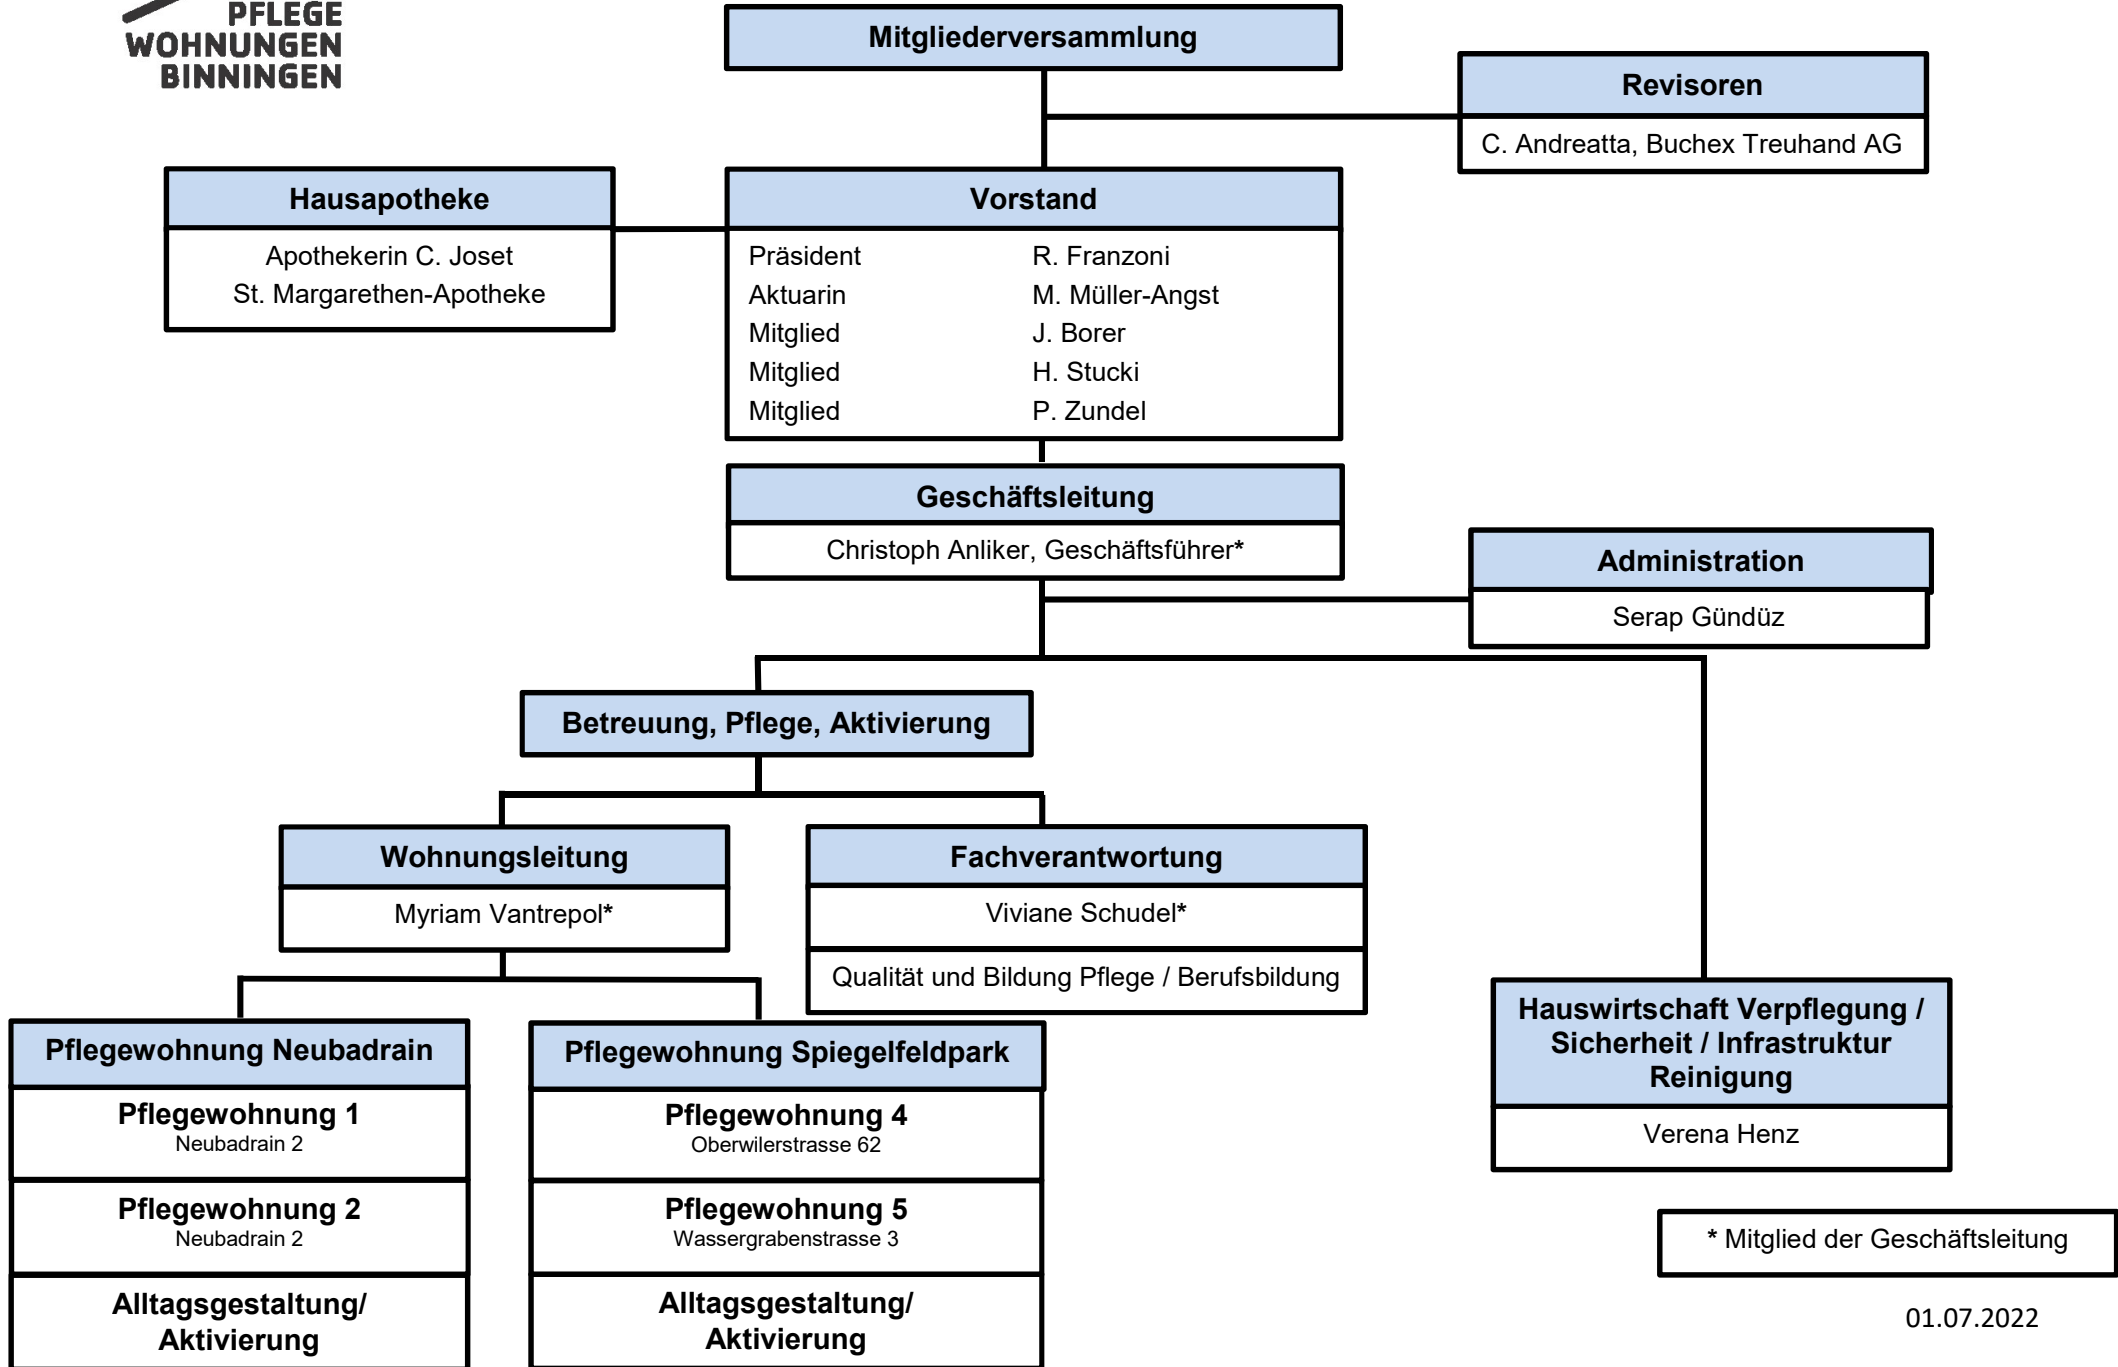 PFLEGE
WOHNUNGEN
BINNINGEN
Mitgliederversammlung
Revisoren
C. Andreatta, Buchex Treuhand AG
Hausapotheke
Apothekerin C. Joset
St. Margarethen-Apotheke
Vorstand
Präsident R. Franzoni
Aktuarin M. Müller-Angst
Mitglied J. Borer
Mitglied H. Stucki
Mitglied P. Zundel
Geschäftsleitung
Christoph Anliker, Geschäftsführer*
Administration
Serap Gündüz
Betreuung, Pflege, Aktivierung
Wohnungsleitung
Myriam Vantrepol*
Fachverantwortung
Viviane Schudel*
Qualität und Bildung Pflege / Berufsbildung
Pflegewohnung Neubadrain
Pflegewohnung 1
Neubadrain 2
Pflegewohnung 2
Neubadrain 2
Alltagsgestaltung/
Aktivierung
Pflegewohnung Spiegelfeldpark
Pflegewohnung 4
Oberwilerstrasse 62
Pflegewohnung 5
Wassergrabenstrasse 3
Alltagsgestaltung/
Aktivierung
Hauswirtschaft Verpflegung /
Sicherheit / Infrastruktur
Reinigung
Verena Henz
* Mitglied der Geschäftsleitung
01.07.2022